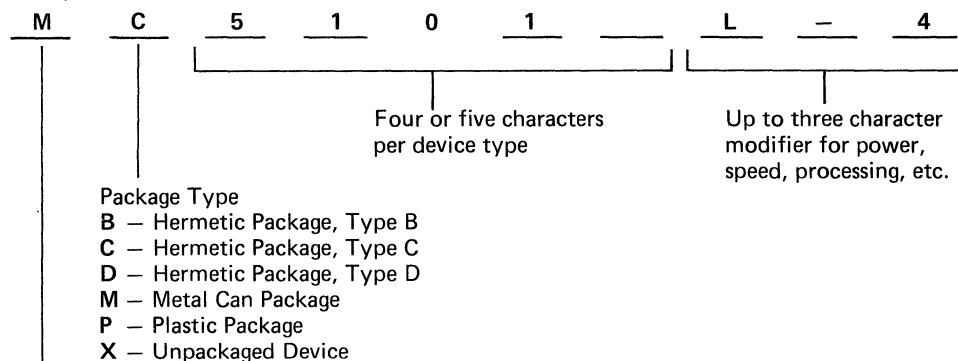 M C 5 1 0 1 L – 4
Four or five characters
per device type
Up to three character
modifier for power,
speed, processing, etc.
Package Type
B – Hermetic Package, Type B
C – Hermetic Package, Type C
D – Hermetic Package, Type D
M – Metal Can Package
P – Plastic Package
X – Unpackaged Device